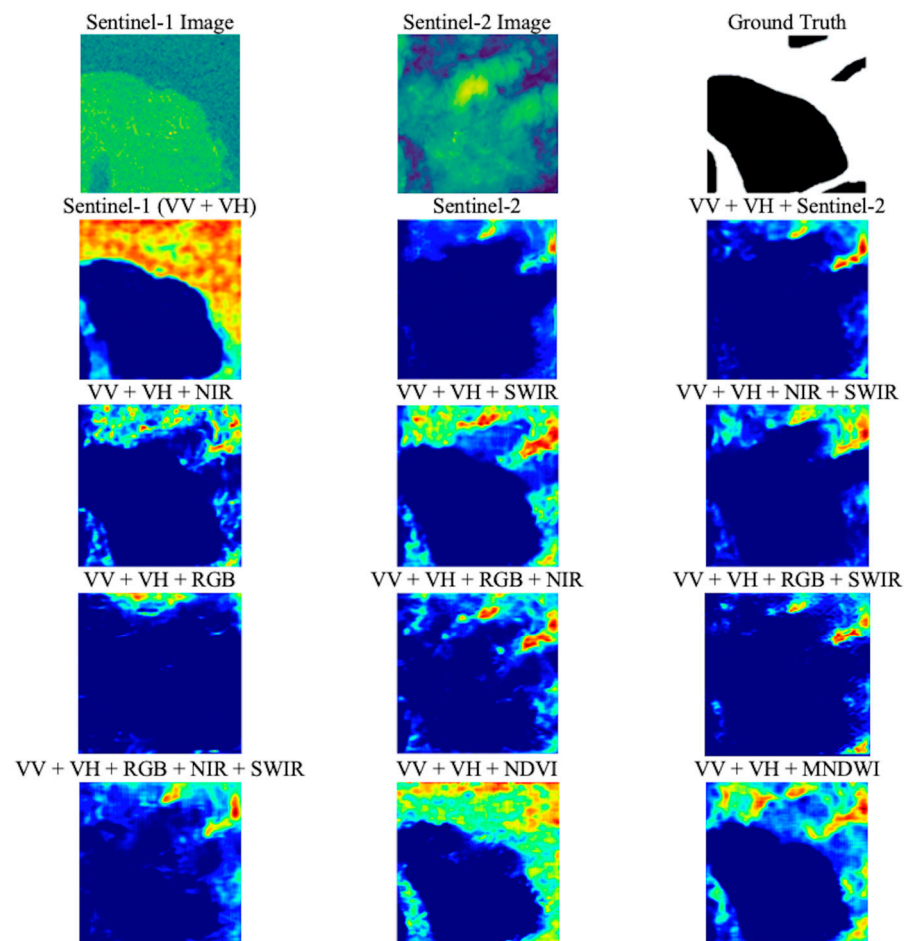 Sentinel-1 Image
Sentinel-2 Image
Ground Truth
Sentinel-1 (VV + VH)
Sentinel-2
VV + VH + Sentinel-2
VV + VH + NIR
VV + VH + SWIR
VV + VH + NIR + SWIR
VV + VH + RGB
VV + VH + RGB + NIR
VV + VH + RGB + SWIR
VV + VH + RGB + NIR + SWIR
VV + VH + NDVI
VV + VH + MNDWI